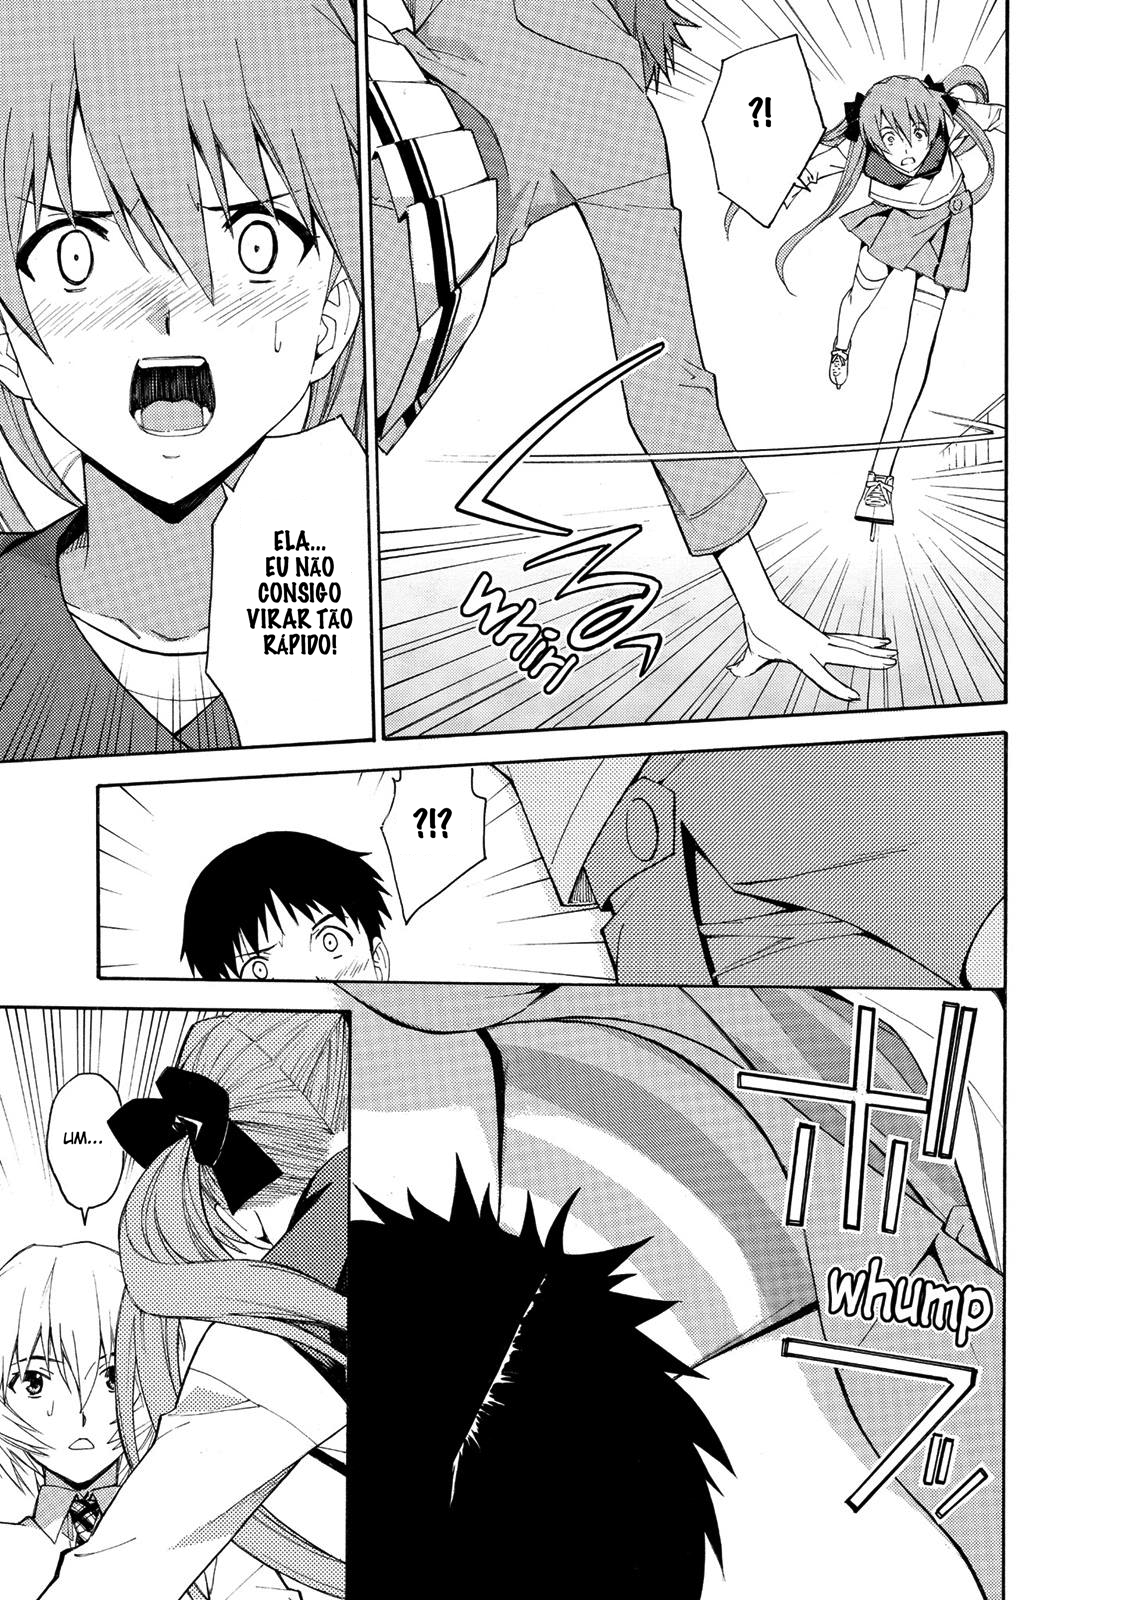 ?!
whirl
ELA...
EU NÃO
CONSIGO
VIRAR TÃO
RÁPIDO!
?!?
whump
UM...